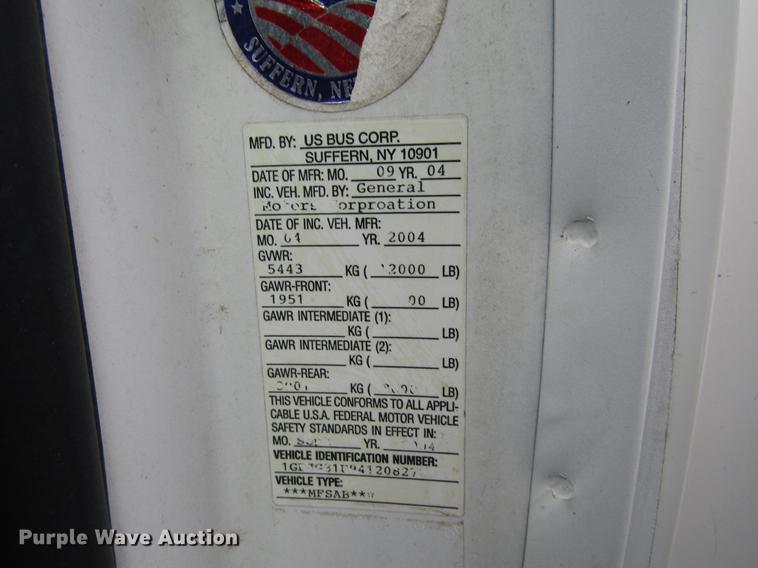 SUFFERN, NE
MFD. BY: US BUS CORP.
SUFFERN, NY 10901
DATE OF MFR: MO. 09 YR. 04
INC. VEH. MFD. BY: General
Corproation
DATE OF INC. VEH. MFR:
MO. YR. 2004
GVWR:
5443 KG ( 12000 LB)
GAWR-FRONT:
1951 KG ( LB)
GAWR INTERMEDIATE (1):
KG ( LB)
GAWR INTERMEDIATE (2):
KG ( LB)
GAWR-REAR:
KG ( LB)
THIS VEHICLE CONFORMS TO ALL APPLI-
CABLE U.S.A. FEDERAL MOTOR VEHICLE
SAFETY STANDARDS IN EFFECT IN:
MO. YR.
VEHICLE IDENTIFICATION NUMBER:
VEHICLE TYPE:
***MFSAB***
Purple Wave Auction